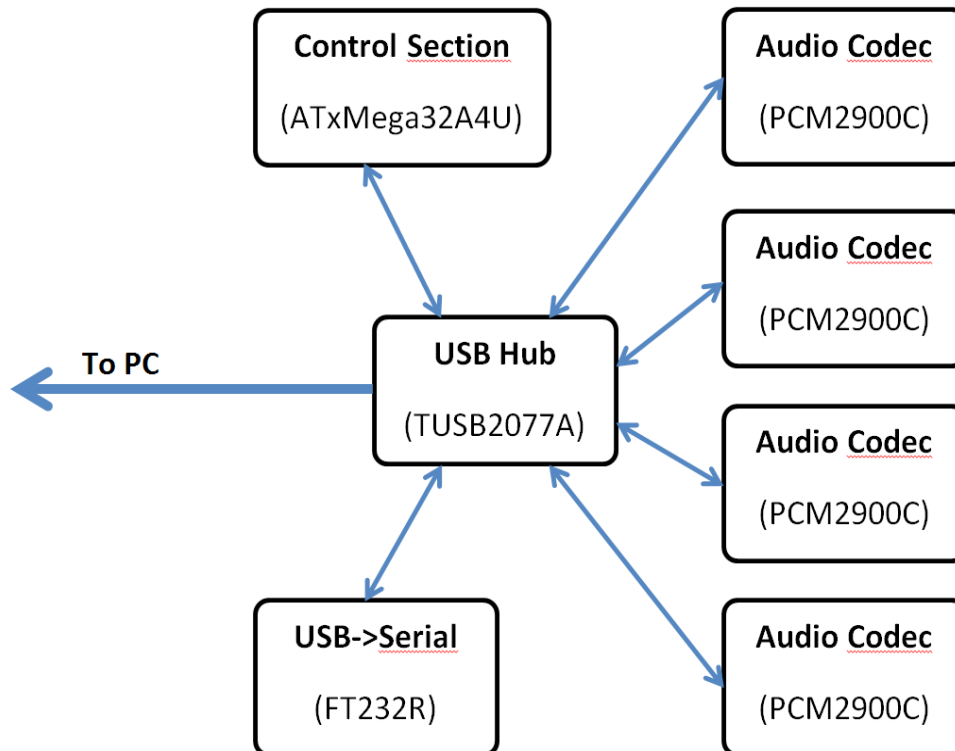 Control Section
(ATxMega32A4U)
Audio Codec
(PCM2900C)
Audio Codec
(PCM2900C)
To PC
USB Hub
(TUSB2077A)
Audio Codec
(PCM2900C)
USB->Serial
(FT232R)
Audio Codec
(PCM2900C)